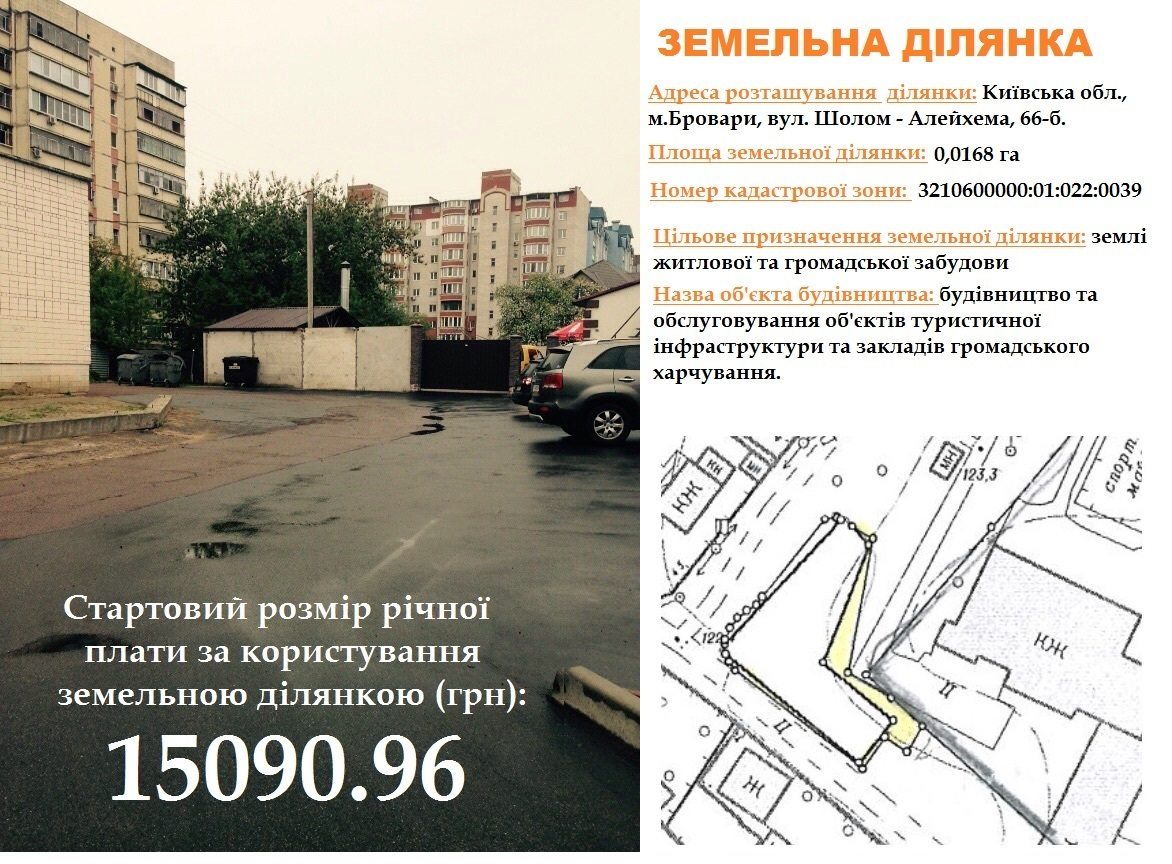 ЗЕМЕЛЬНА ДІЛЯНКА
Адреса розташування ділянки: Київська обл.,
м.Бровари, вул. Шолом - Алейхема, 66-б.
Площа земельної ділянки: 0,0168 га
Номер кадастрової зони: 3210600000:01:022:0039
Цільове призначення земельної ділянки: землі
житлової та громадської забудови
Назва об'єкта будівництва: будівництво та
обслуговування об'єктів туристичної
інфраструктури та закладів громадського
харчування.
Стартовий розмір річної
плати за користування
земельною ділянкою (грн):
15090.96
кн
мн
КЖ
мн
123,3
спорт.
П
122
КЖ
П
П
Ж